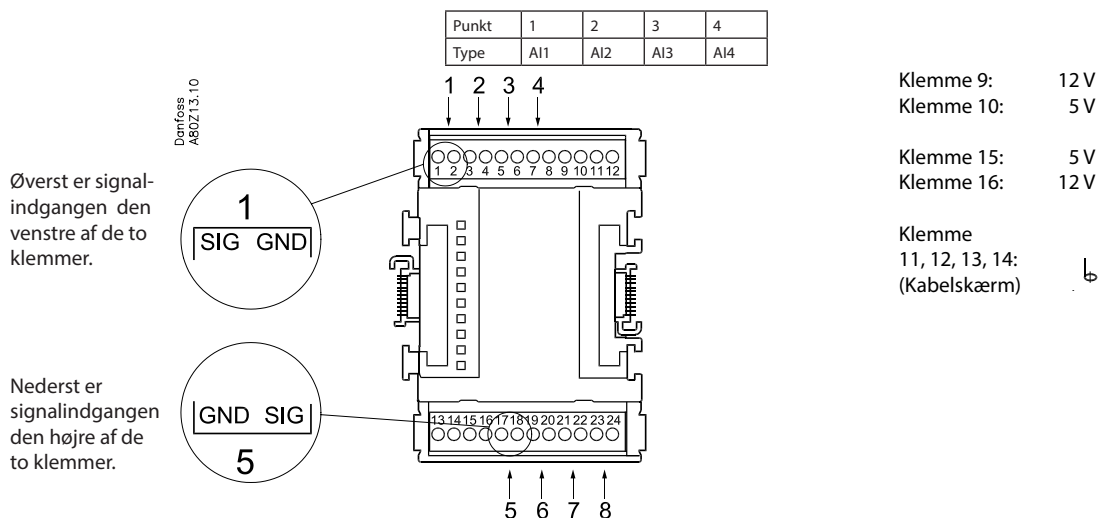 Punkt 1 2 3 4
Type AI1 AI2 AI3 AI4
1 2 3 4
Danfoss
A80Z13.10
1 2 3 4 5 6 7 8 9 10 11 12
Øverst er signal-
indgangen den
venstre af de to
klemmer.
1
SIG GND
Nederst er
signalindgangen
den højre af de
to klemmer.
GND SIG
5
13 14 15 16 17 18 19 20 21 22 23 24
5 6 7 8
Klemme 9: 12 V
Klemme 10: 5 V
Klemme 15: 5 V
Klemme 16: 12 V
Klemme
11, 12, 13, 14:
(Kabelskærm)